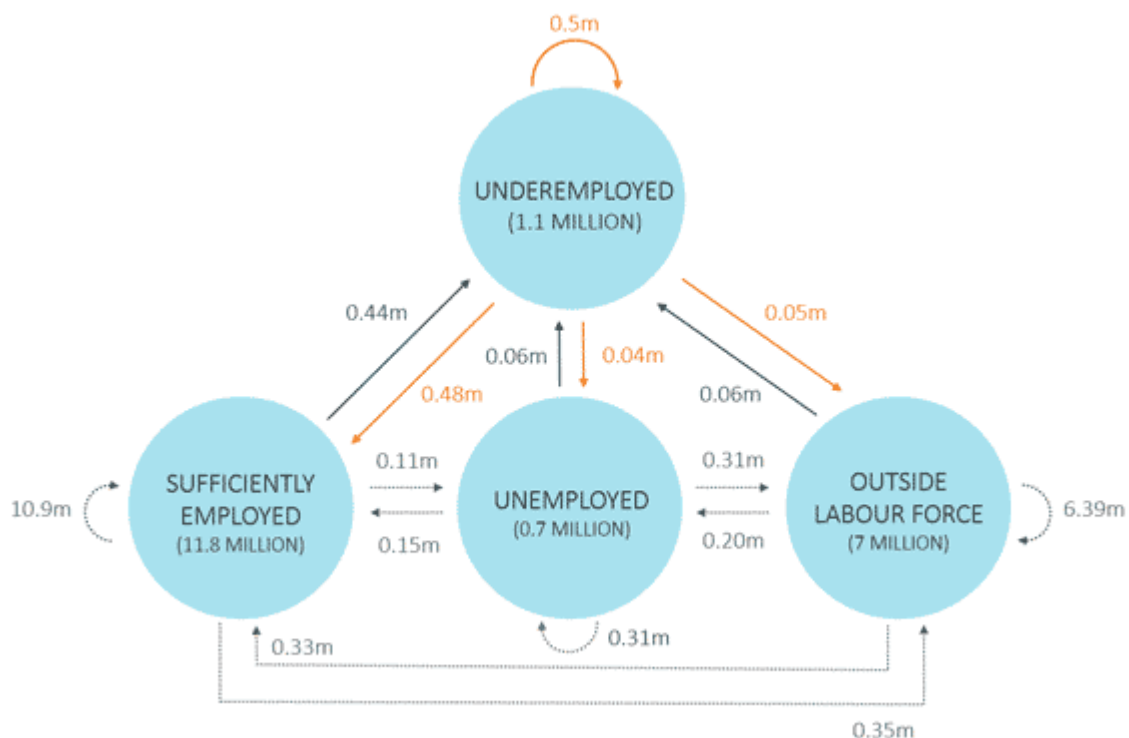 0.5m
UNDEREMPLOYED
(1.1 MILLION)
0.44m
0.48m
0.06m
0.04m
0.05m
0.06m
10.9m
SUFFICIENTLY
EMPLOYED
(11.8 MILLION)
0.11m
0.15m
UNEMPLOYED
(0.7 MILLION)
0.31m
0.20m
OUTSIDE
LABOUR FORCE
(7 MILLION)
6.39m
0.33m
0.31m
0.35m